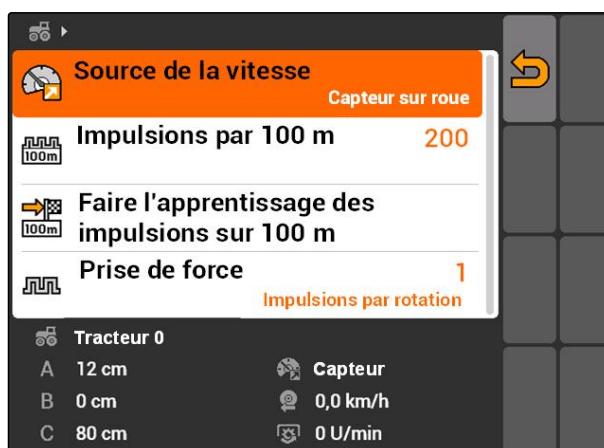 Source de la vitesse
Capteur sur roue
100m
Impulsions par 100 m 200
100m
Faire l'apprentissage des
impulsions sur 100 m
Prise de force 1
Impulsions par rotation
Tracteur 0
A 12 cm Capteur
B 0 cm 0,0 km/h
C 80 cm 0 U/min